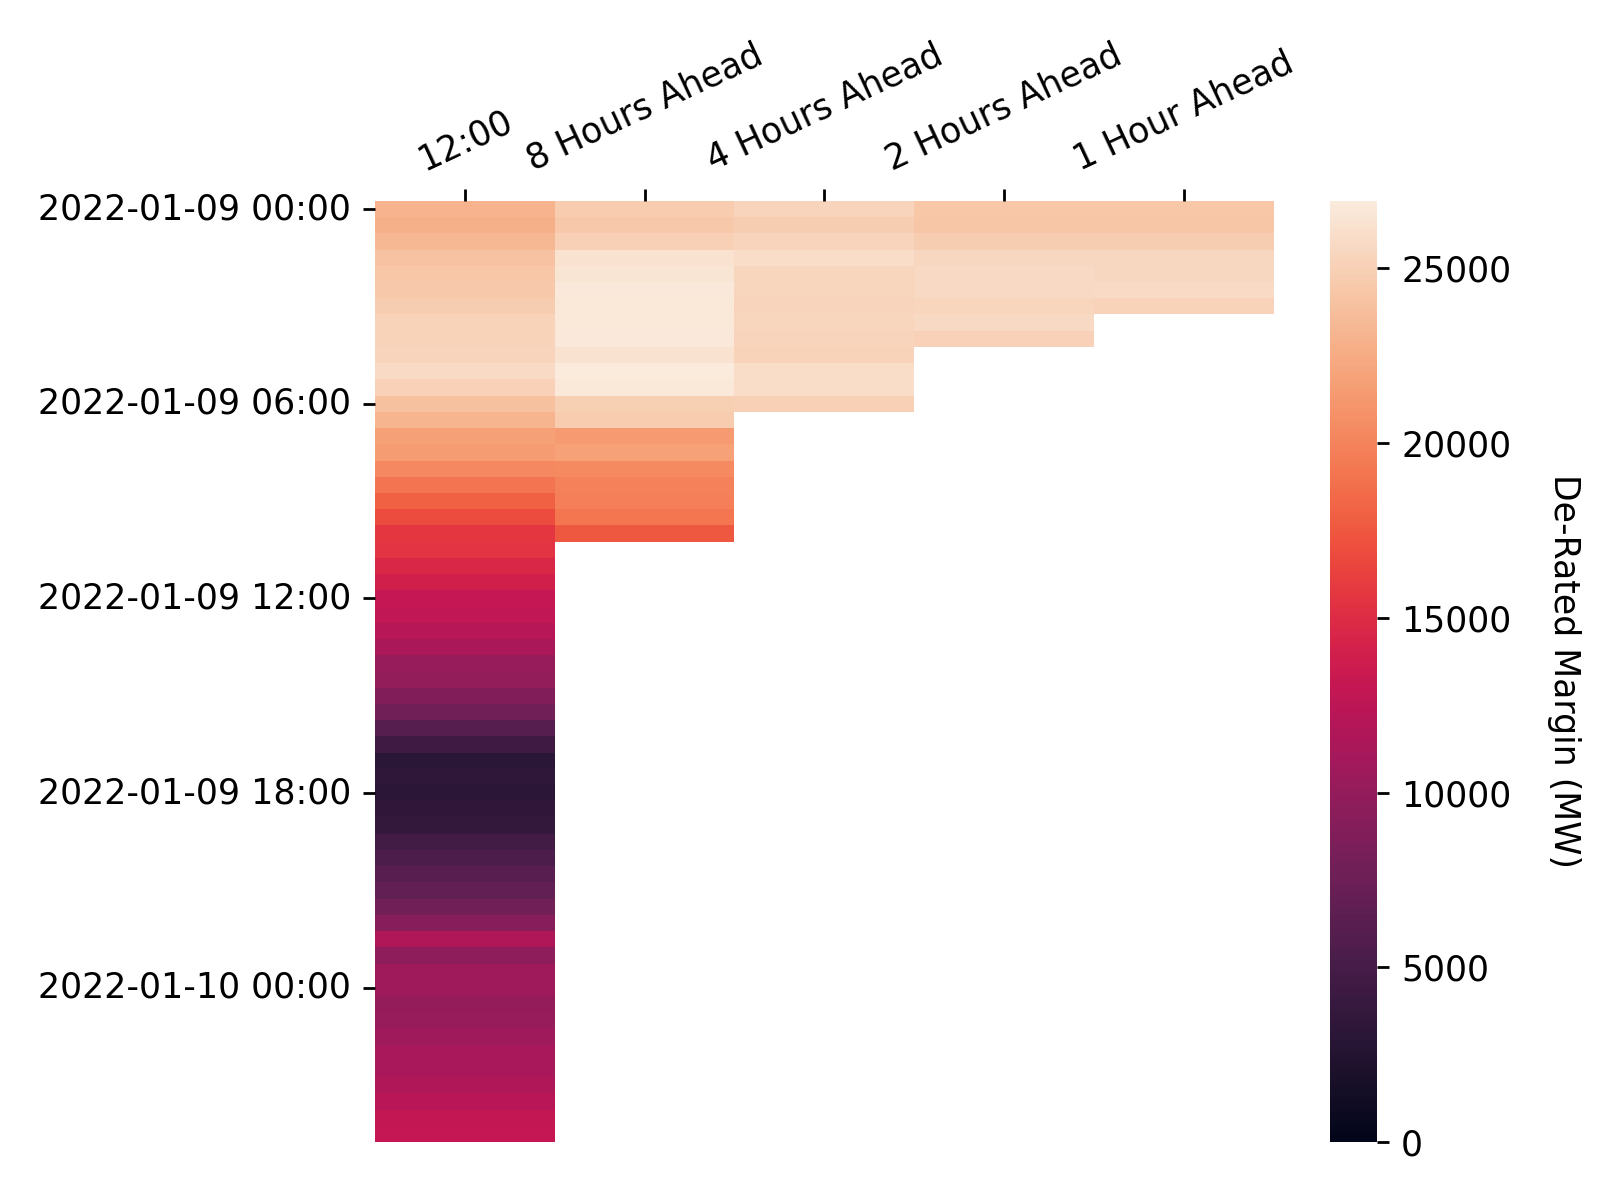 12:00
8 Hours Ahead
4 Hours Ahead
2 Hours Ahead
1 Hour Ahead
2022-01-09 00:00
2022-01-09 06:00
2022-01-09 12:00
2022-01-09 18:00
2022-01-10 00:00
25000
20000
15000
10000
5000
0
De-Rated Margin (MW)